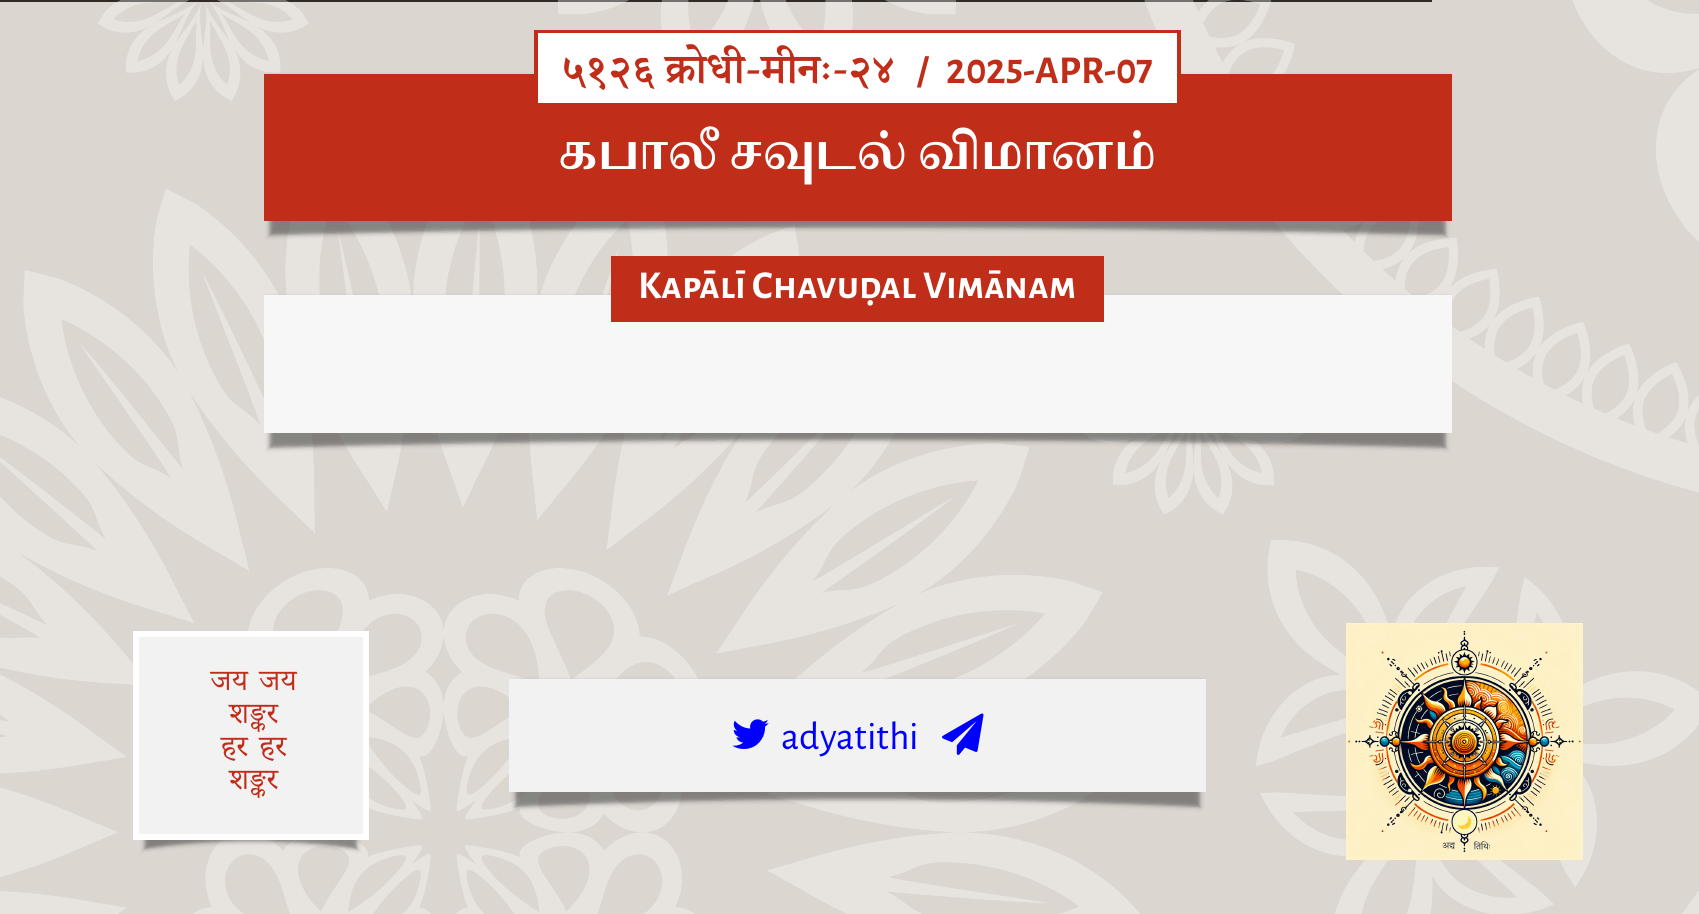 ५१२६ क्रोधी-मीनः-२४ / 2025-APR-07
கபாலீ சவுடல் விமானம்
Kapālī Chavuḍal Vimānam
जय जय
शङ्कर
हर हर
शङ्कर
adyatithi
अद्य तिथिः